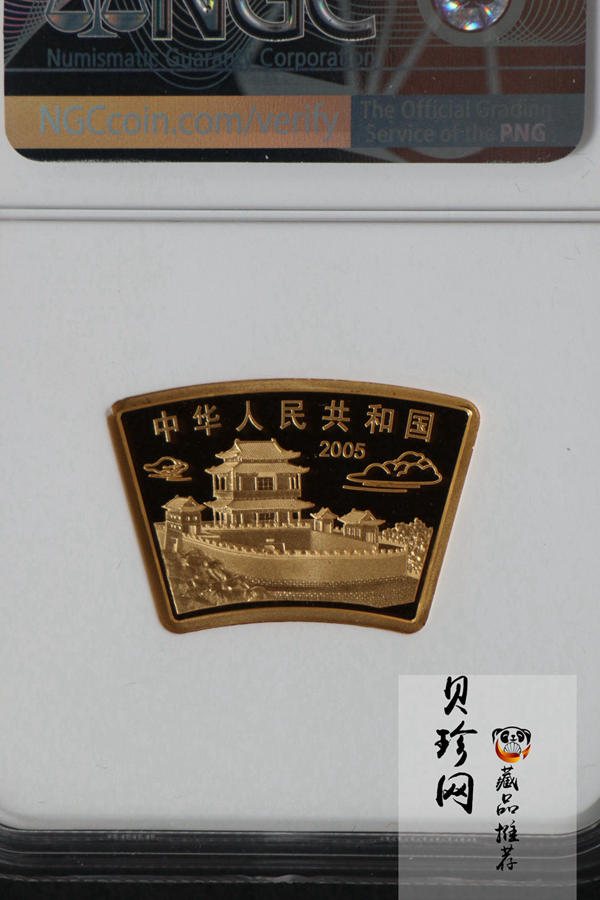 NGC
Numismatic Guaranty Corporation
NGCcoin.com/verify
The Official Grading
Service of the PNG
中华人民共和国
2005
贝珍网
藏品推荐